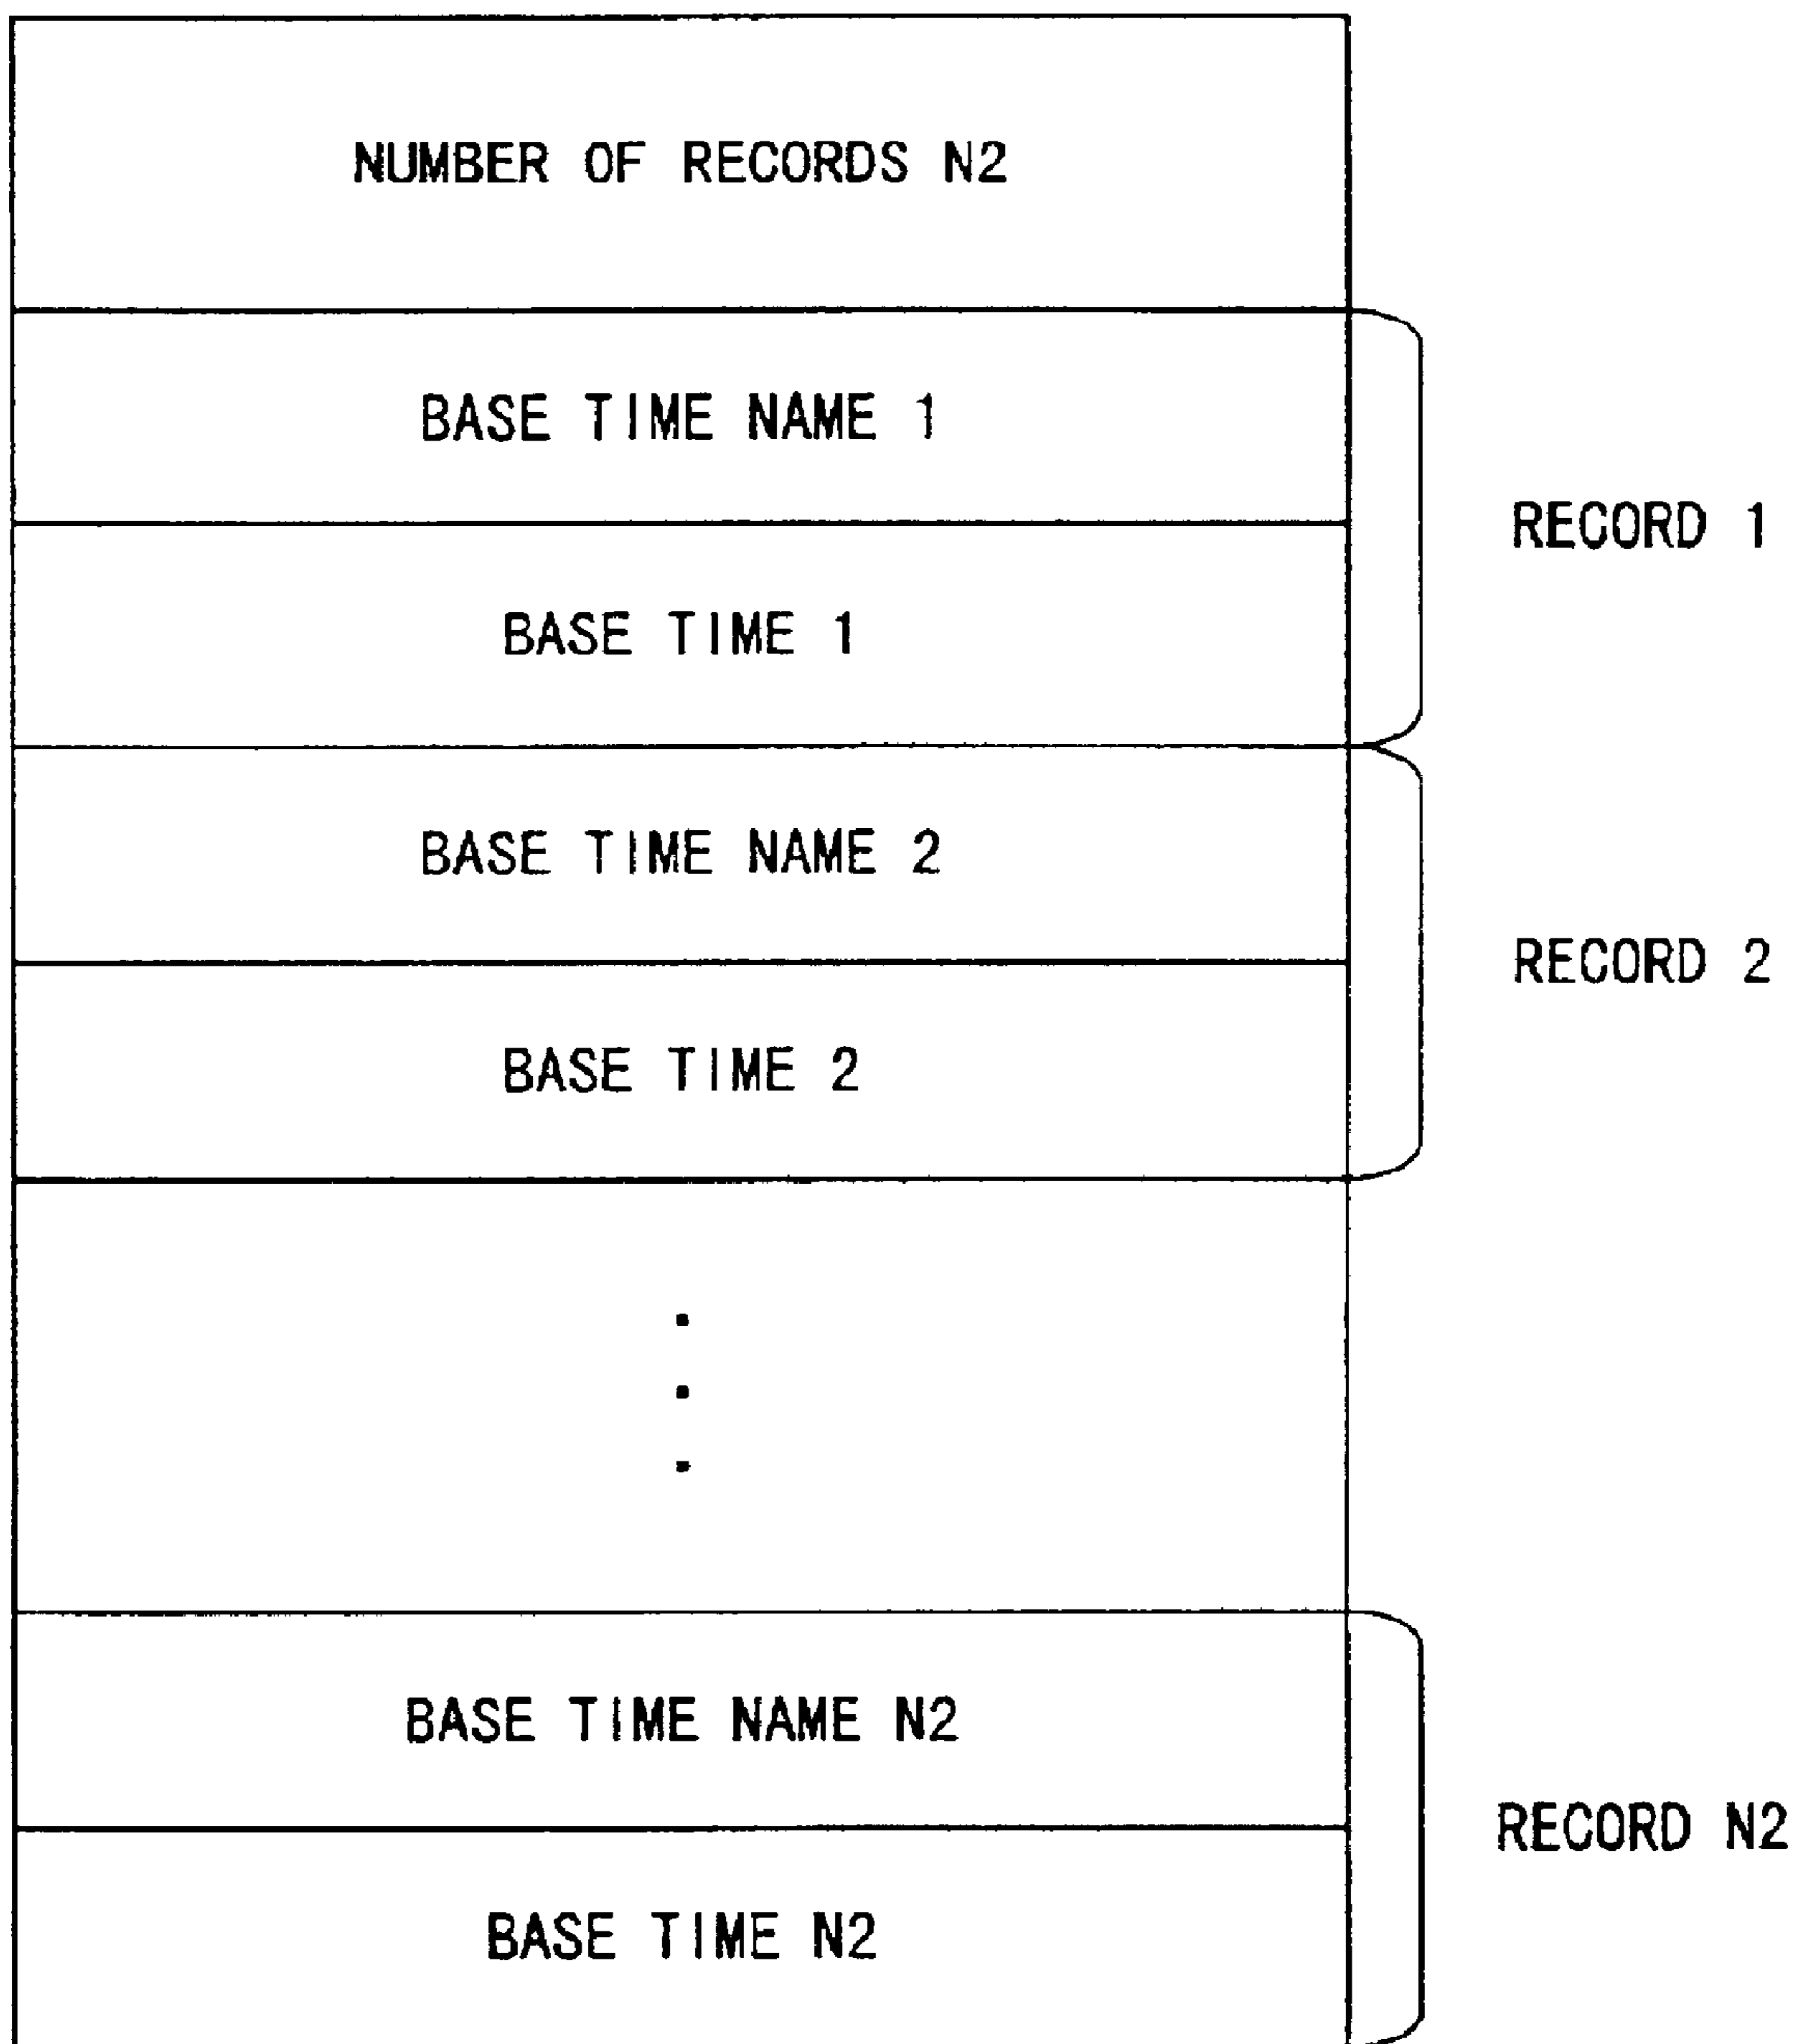 NUMBER OF RECORDS N2
BASE TIME NAME 1
RECORD 1
BASE TIME 1
BASE TIME NAME 2
RECORD 2
BASE TIME 2
BASE TIME NAME N2
RECORD N2
BASE TIME N2